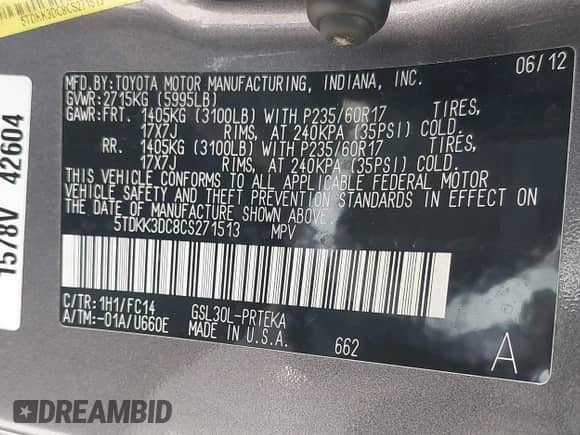 5TDKK3DC8CS271513
1578V 42604
MFD. BY: TOYOTA MOTOR MANUFACTURING, INDIANA, INC. 06/12
GVWR: 2715KG (5995LB)
GAWR: FRT. 1405KG (3100LB) WITH P235/60R17 TIRES,
17X7J RIMS, AT 240KPA (35PSI) COLD.
RR. 1405KG (3100LB) WITH P235/60R17 TIRES,
17X7J RIMS, AT 240KPA (35PSI) COLD.
THIS VEHICLE CONFORMS TO ALL APPLICABLE FEDERAL MOTOR
VEHICLE SAFETY AND THEFT PREVENTION STANDARDS IN EFFECT ON
THE DATE OF MANUFACTURE SHOWN ABOVE.
5TDKK3DC8CS271513 MPV
C/TR: 1H1/FC14 GSL30L-PRTEKA
A/TM: -01A/U660E MADE IN U.S.A. 662 A
DREAMBID